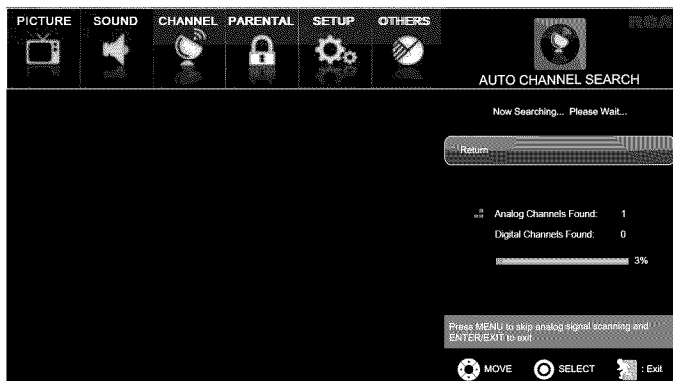 PICTURE SOUND CHANNEL PARENTAL SETUP OTHERS
RCA
AUTO CHANNEL SEARCH
Now Searching... Please Wait...
Return
Analog Channels Found: 1
Digital Channels Found: 0
3%
Press MENU to skip analog signal scanning and
ENTER/EXIT to exit
MOVE SELECT : Exit